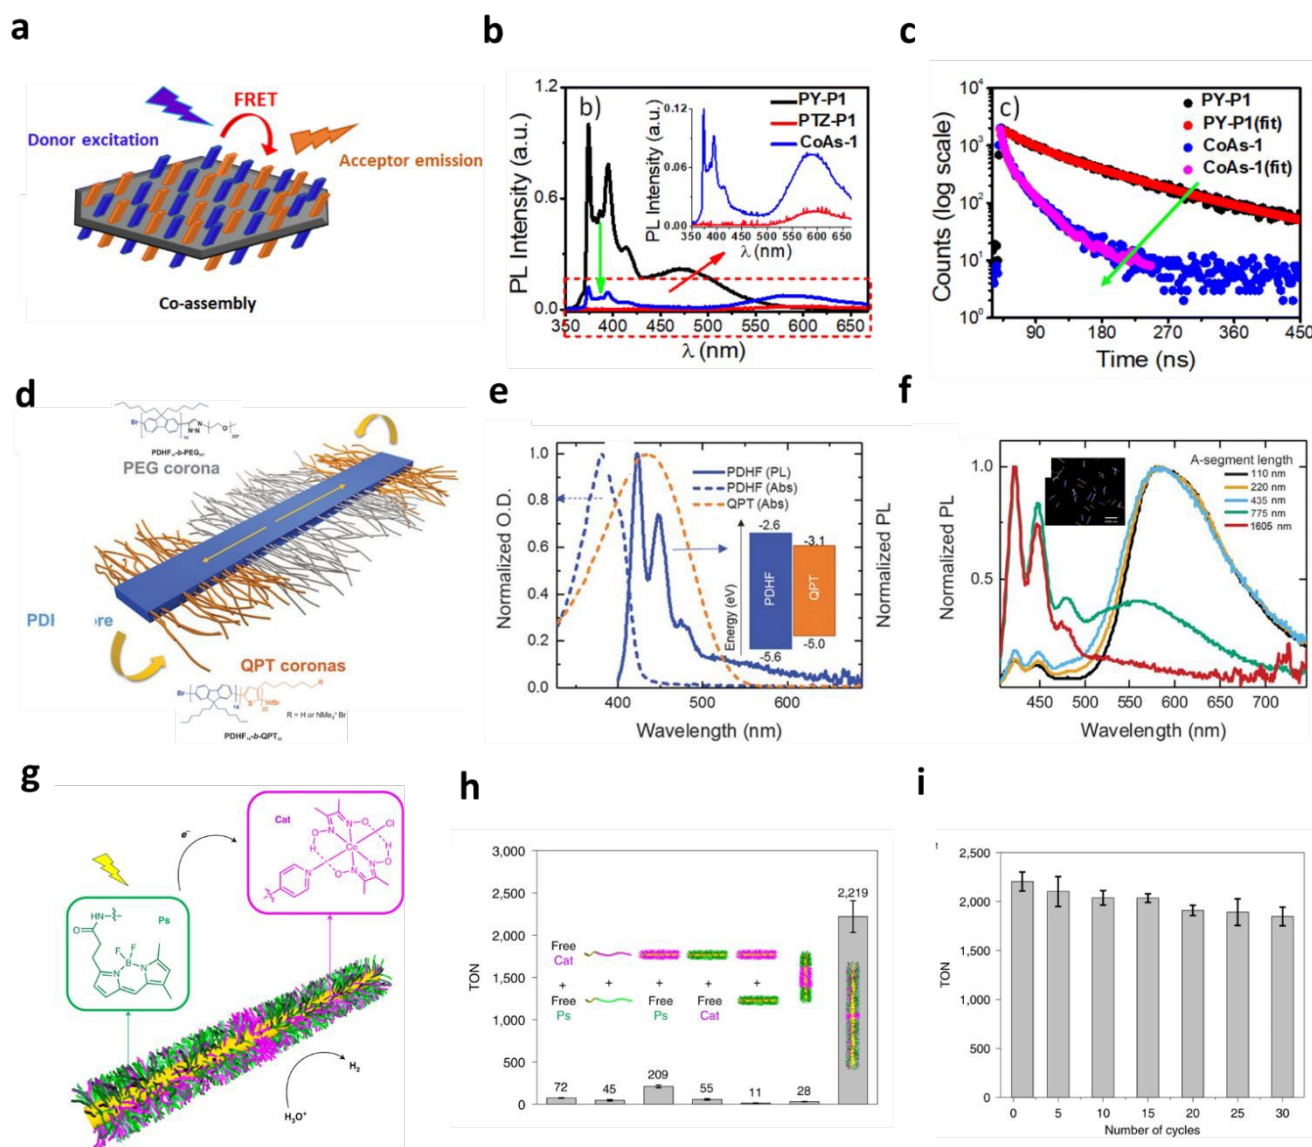 a
FRET
Donor excitation
Acceptor emission
Co-assembly
b
b)
1.2
0.6
0.0
PL Intensity (a.u.)
350 400 450 500 550 600 650
λ (nm)
PY-P1
PTZ-P1
CoAs-1
0.12
0.06
0.00
PL Intensity (a.u.)
350 400 450 500 550 600 650
λ (nm)
c
c)
10⁴
10³
10²
10¹
10⁰
Counts (log scale)
90 180 270 360 450
Time (ns)
PY-P1
PY-P1(fit)
CoAs-1
CoAs-1(fit)
d
PEG corona
PDI
re
QPT coronas
R = H or NMe₃⁺ Br
e
1.0
0.8
0.6
0.4
0.2
0.0
Normalized O.D.
400 500 600
Wavelength (nm)
Normalized PL
PDHF (PL)
PDHF (Abs)
QPT (Abs)
Energy (eV)
-2.6
-3.1
PDHF
QPT
-5.6
-5.0
f
1.0
0.5
Normalized PL
400 450 500 550 600 650 700
Wavelength (nm)
A-segment length
110 nm
220 nm
435 nm
775 nm
1605 nm
g
e⁻
Cat
Cl
Co
Ps
HN
O
F
F
B
N
N
H₂
H₃O⁺
h
3,000
2,500
2,000
1,500
1,000
500
0
TON
72
45
209
55
11
28
2,219
Free
Cat
+ + + + +
Free
Ps
Free
Ps
Free
Cat
i
2,500
2,000
1,500
1,000
500
0
TON
0 5 10 15 20 25 30
Number of cycles